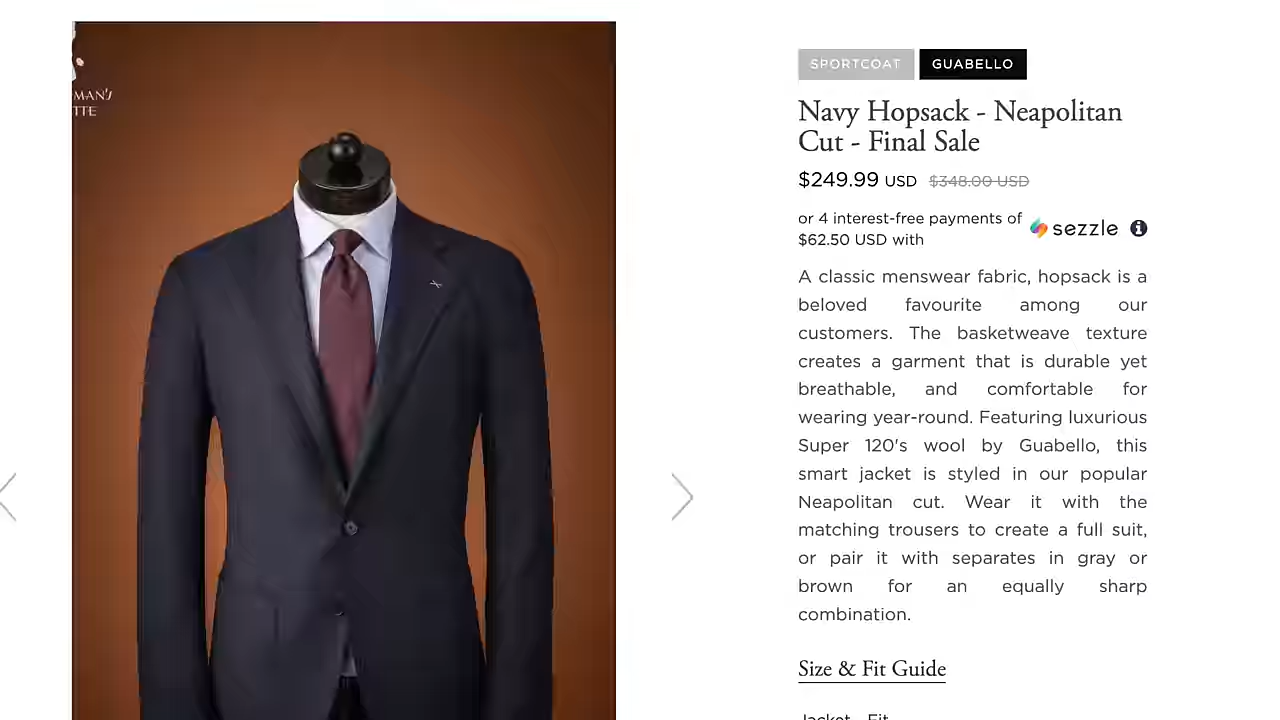 MAN'S
TTE
SPORTCOAT
GUABELLO
Navy Hopsack - Neapolitan
Cut - Final Sale
$249.99 USD $348.00 USD
or 4 interest-free payments of
$62.50 USD with
sezzle
A classic menswear fabric, hopsack is a
beloved favourite among our
customers. The basketweave texture
creates a garment that is durable yet
breathable, and comfortable for
wearing year-round. Featuring luxurious
Super 120's wool by Guabello, this
smart jacket is styled in our popular
Neapolitan cut. Wear it with the
matching trousers to create a full suit,
or pair it with separates in gray or
brown for an equally sharp
combination.
Size & Fit Guide
Jacket - Fit